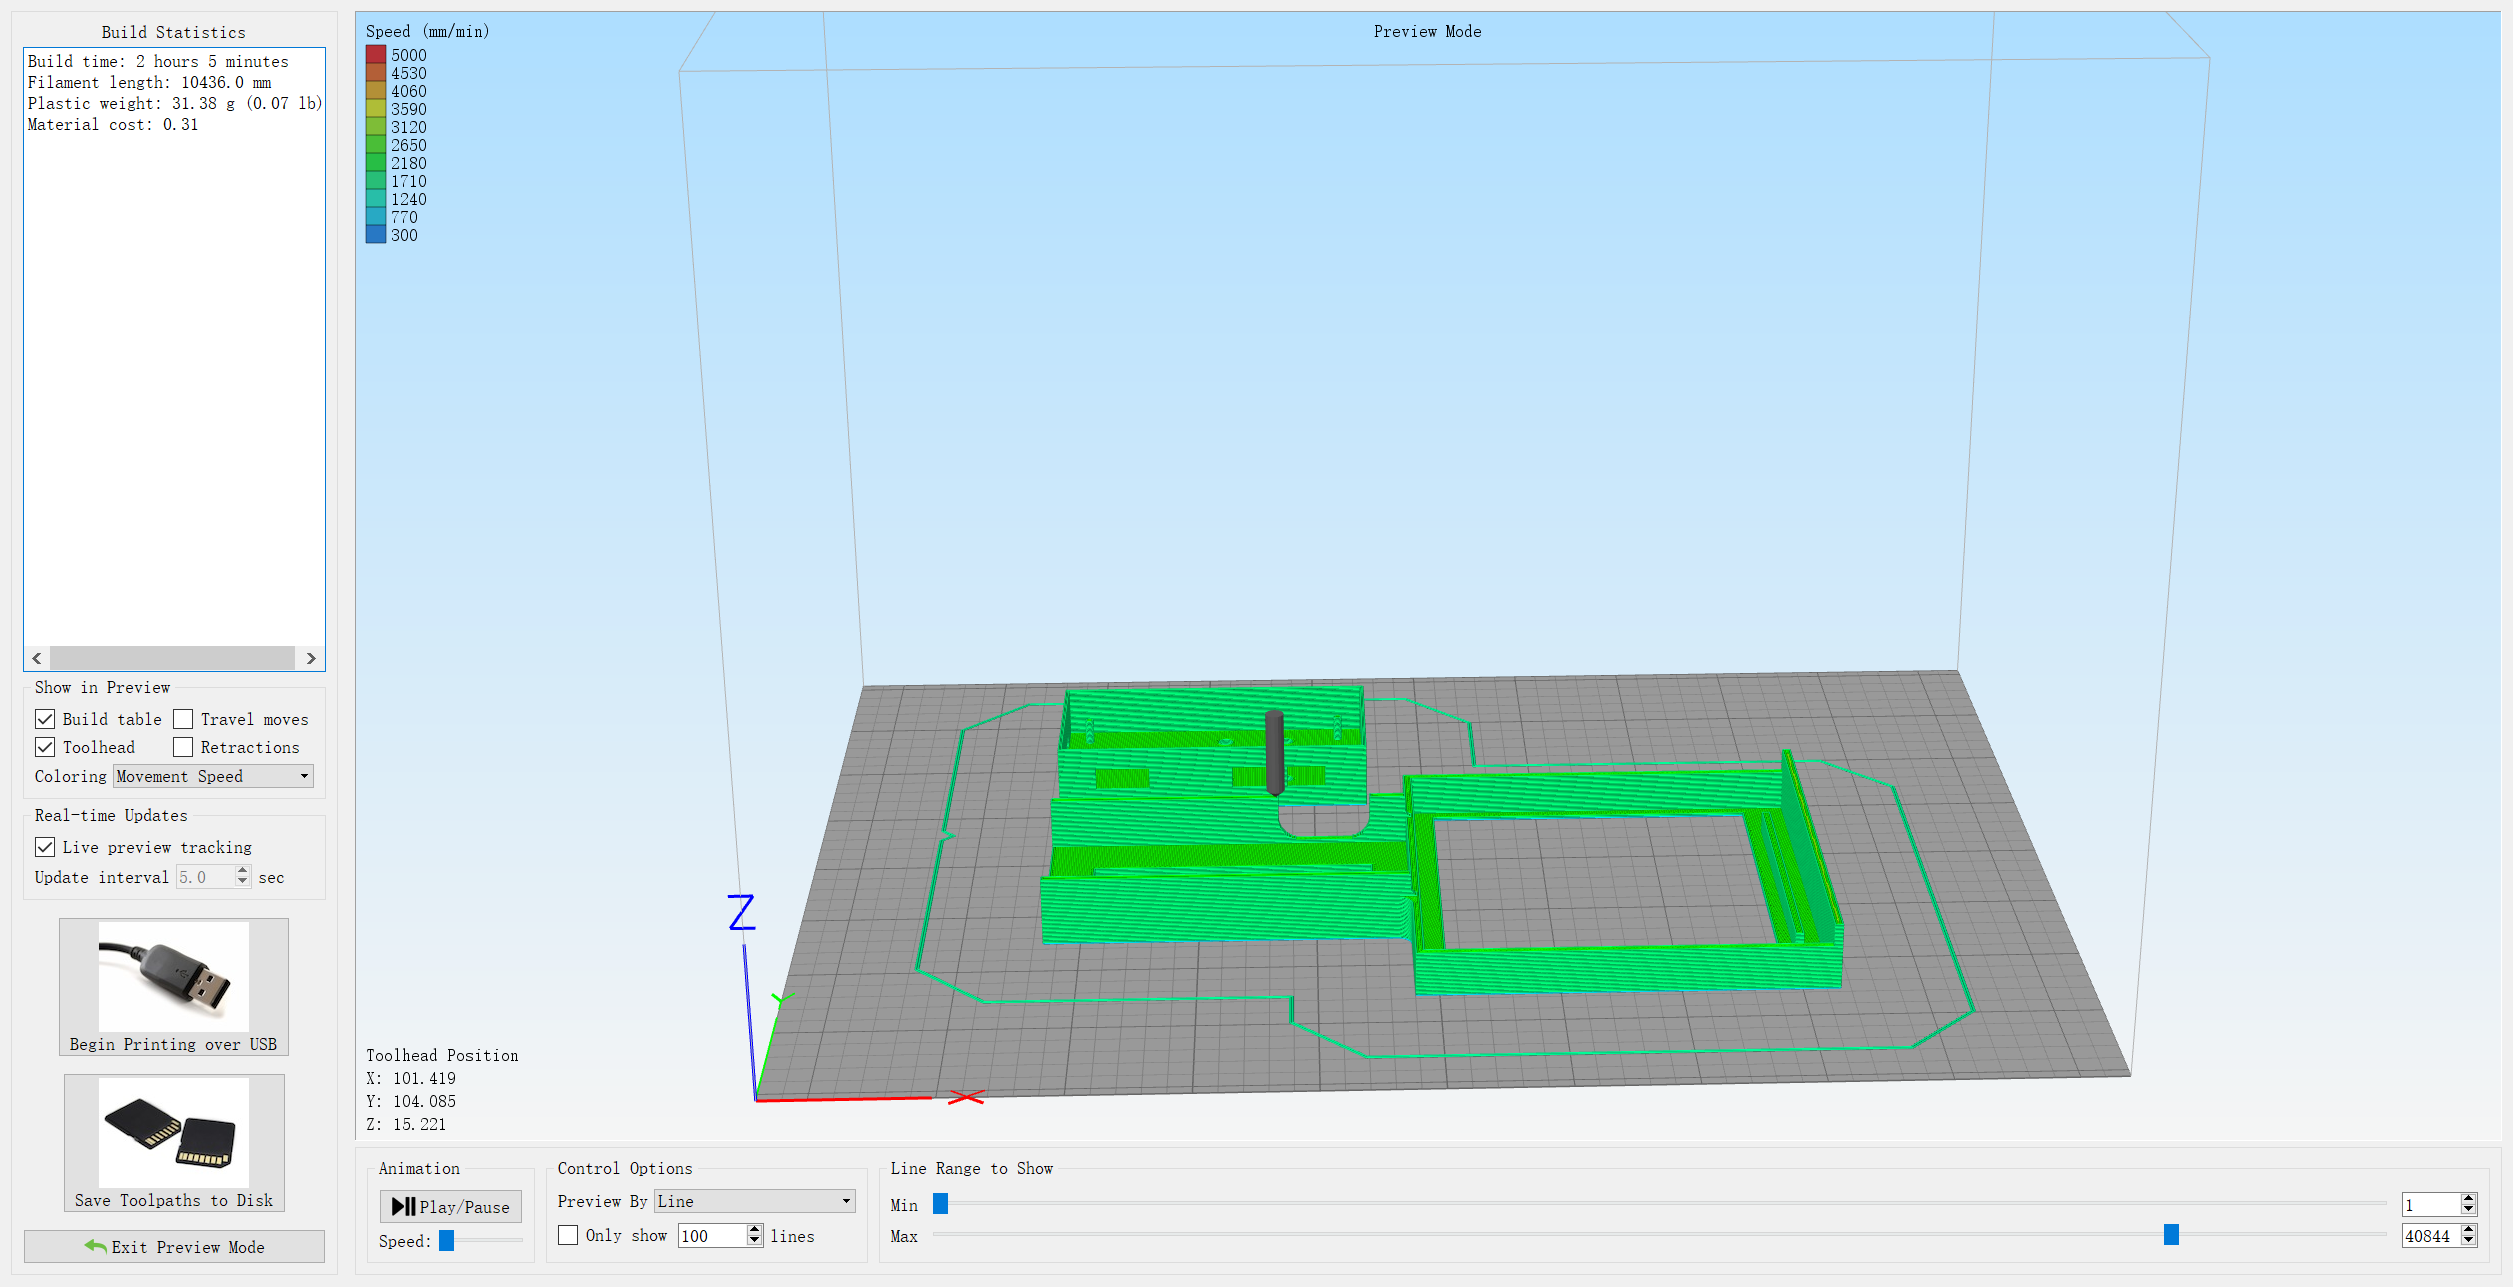 Build Statistics
Build time: 2 hours 5 minutes
Filament length: 10436.0 mm
Plastic weight: 31.38 g (0.07 lb)
Material cost: 0.31
Show in Preview
Build table
Travel moves
Toolhead
Retractions
Coloring Movement Speed
Real-time Updates
Live preview tracking
Update interval 5.0 sec
Begin Printing over USB
Save Toolpaths to Disk
Exit Preview Mode
Speed (mm/min)
5000
4530
4060
3590
3120
2650
2180
1710
1240
770
300
Preview Mode
Z
Y
X
Toolhead Position
X: 101.419
Y: 104.085
Z: 15.221
Animation
Play/Pause
Speed:
Control Options
Preview By Line
Only show 100 lines
Line Range to Show
Min 1
Max 40844